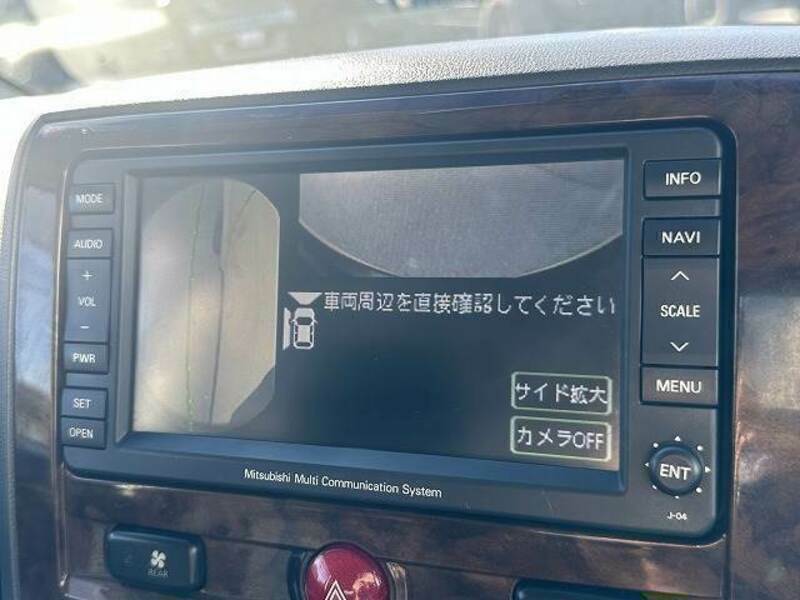 MODE
AUDIO
+
VOL
−
PWR
SET
OPEN
車両周辺を直接確認してください
サイド拡大
カメラOFF
INFO
NAVI
SCALE
MENU
ENT
J-04
Mitsubishi Multi Communication System
REAR